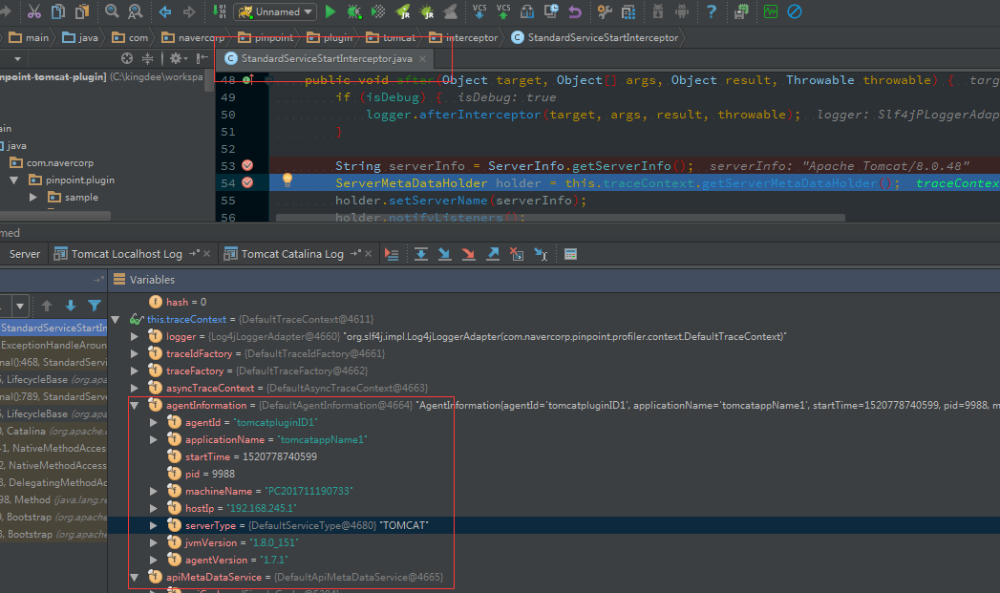 Unnamed
VCS VCS
main java com navercorp pinpoint plugin tomcat interceptor StandardServiceStartInterceptor
StandardServiceStartInterceptor.java
npoint-tomcat-plugin] (C:\kingdee\workspa
ain
java
com.navercorp
pinpoint.plugin
sample
48 public void after(Object target, Object[] args, Object result, Throwable throwable) { targ
49 if (isDebug) { isDebug: true
50 logger.afterInterceptor(target, args, result, throwable); logger: Slf4jPLoggerAdap
51 }
52
53 String serverInfo = ServerInfo.getServerInfo(); serverInfo: "Apache Tomcat/8.0.48"
54 ServerMetaDataHolder holder = this.traceContext.getServerMetaDataHolder(); traceContex
55 holder.setServerName(serverInfo);
56 holder.notifyListeners();
med
Server Tomcat Localhost Log Tomcat Catalina Log
Variables
StandardServiceStartIn
ExceptionHandleAroun
nal():468, StandardServi
5, LifecycleBase (org.apa
nal():789, StandardServe
5, LifecycleBase (org.apa
0, Catalina (org.apache.c
-1, NativeMethodAccess
2, NativeMethodAccess
3, DelegatingMethodAc
98, Method (java.lang.re
0, Bootstrap (org.apache
3, Bootstrap (org.apache
hash = 0
this.traceContext = {DefaultTraceContext@4611}
logger = {Log4jLoggerAdapter@4660} "org.slf4j.impl.Log4jLoggerAdapter(com.navercorp.pinpoint.profiler.context.DefaultTraceContext)"
traceIdFactory = {DefaultTraceIdFactory@4661}
traceFactory = {DefaultTraceFactory@4662}
asyncTraceContext = {DefaultAsyncTraceContext@4663}
agentInformation = {DefaultAgentInformation@4664} "AgentInformation{agentId='tomcatpluginID1', applicationName='tomcatappName1', startTime=1520778740599, pid=9988, m
agentId = "tomcatpluginID1"
applicationName = "tomcatappName1"
startTime = 1520778740599
pid = 9988
machineName = "PC201711190733"
hostIp = "192.168.245.1"
serverType = {DefaultServiceType@4680} "TOMCAT"
jvmVersion = "1.8.0_151"
agentVersion = "1.7.1"
apiMetaDataService = {DefaultApiMetaDataService@4665}